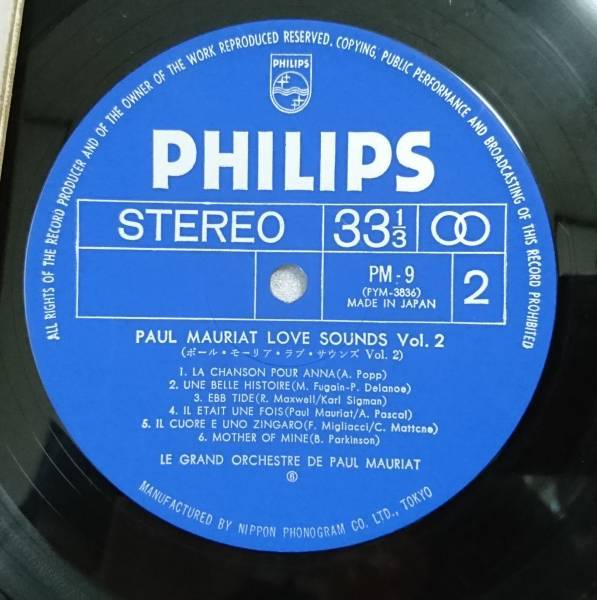 ALL RIGHTS OF THE RECORD PRODUCER AND OF THE OWNER OF THE WORK REPRODUCED RESERVED, COPYING, PUBLIC PERFORMANCE AND BROADCASTING OF THIS RECORD PROHIBITED
PHILIPS
PHILIPS
STEREO 33 1/3
PM-9
(FYM-3836)
MADE IN JAPAN
2
PAUL MAURIAT LOVE SOUNDS Vol. 2
(ポール・モーリア・ラブ・サウンズ Vol. 2)
1. LA CHANSON POUR ANNA(A. Popp)
2. UNE BELLE HISTOIRE(M. Fugain-P. Delanoe)
3. EBB TIDE(R. Maxwell/Karl Sigman)
4. IL ETAIT UNE FOIS(Paul Mauriat/A. Pascal)
5. IL CUORE E UNO ZINGARO(F. Migliacci/C. Mattcne)
6. MOTHER OF MINE(B. Parkinson)
LE GRAND ORCHESTRE DE PAUL MAURIAT
MANUFACTURED BY NIPPON PHONOGRAM CO. LTD., TOKYO